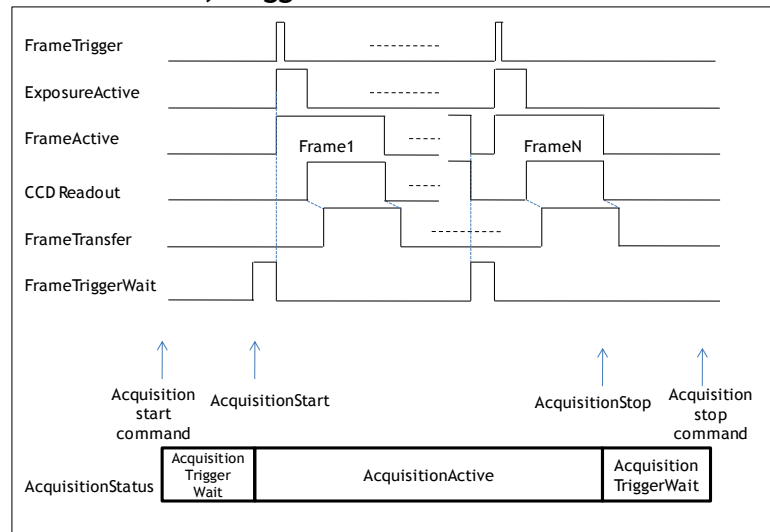 FrameTrigger
ExposureActive
FrameActive
Frame1
FrameN
CCD Readout
FrameTransfer
FrameTriggerWait
Acquisition
start
command
AcquisitionStart
AcquisitionStop
Acquisition
stop
command
AcquisitionStatus
Acquisition
Trigger
Wait
AcquisitionActive
Acquisition
TriggerWait